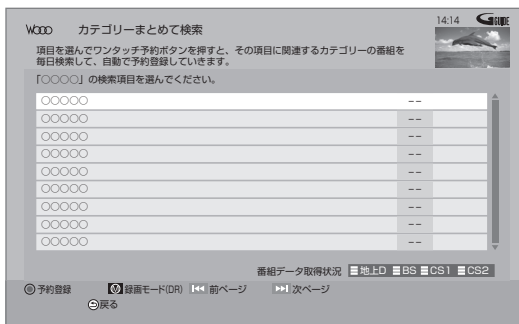 Wooo カテゴリーまとめて検索 14:14 GGUIDE
項目を選んでワンタッチ予約ボタンを押すと、その項目に関連するカテゴリーの番組を
毎日検索して、自動で予約登録していきます。
「○○○○」の検索項目を選んでください。
○○○○○ --
○○○○○ --
○○○○○ --
○○○○○ --
○○○○○ --
○○○○○ --
○○○○○ --
○○○○○ --
○○○○○ --
番組データ取得状況 地上D BS CS1 CS2
予約登録 録画モード(DR) 前ページ 次ページ
戻る